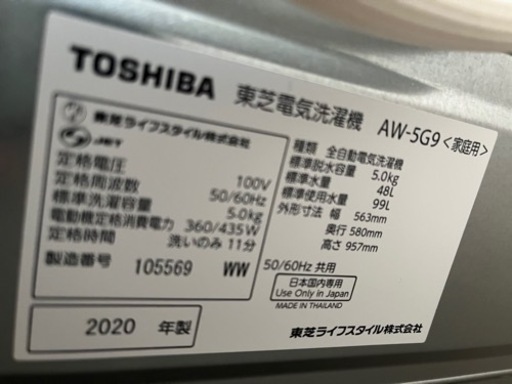 TOSHIBA 東芝電気洗濯機 AW-5G9<家庭用>
東芝ライフスタイル株式会社
JET
定格電圧 100V
定格周波数 50/60Hz
標準洗濯容量 5.0kg
電動機定格消費電力 360/435W
定格時間 洗いのみ 11分
製造番号 105569 WW
2020 年製
種類 全自動電気洗濯機
標準脱水容量 5.0kg
標準水量 48L
標準使用水量 99L
外形寸法 幅 563mm
奥行 580mm
高さ 957mm
50/60Hz 共用
日本国内専用
Use Only in Japan
MADE IN THAILAND
東芝ライフスタイル株式会社